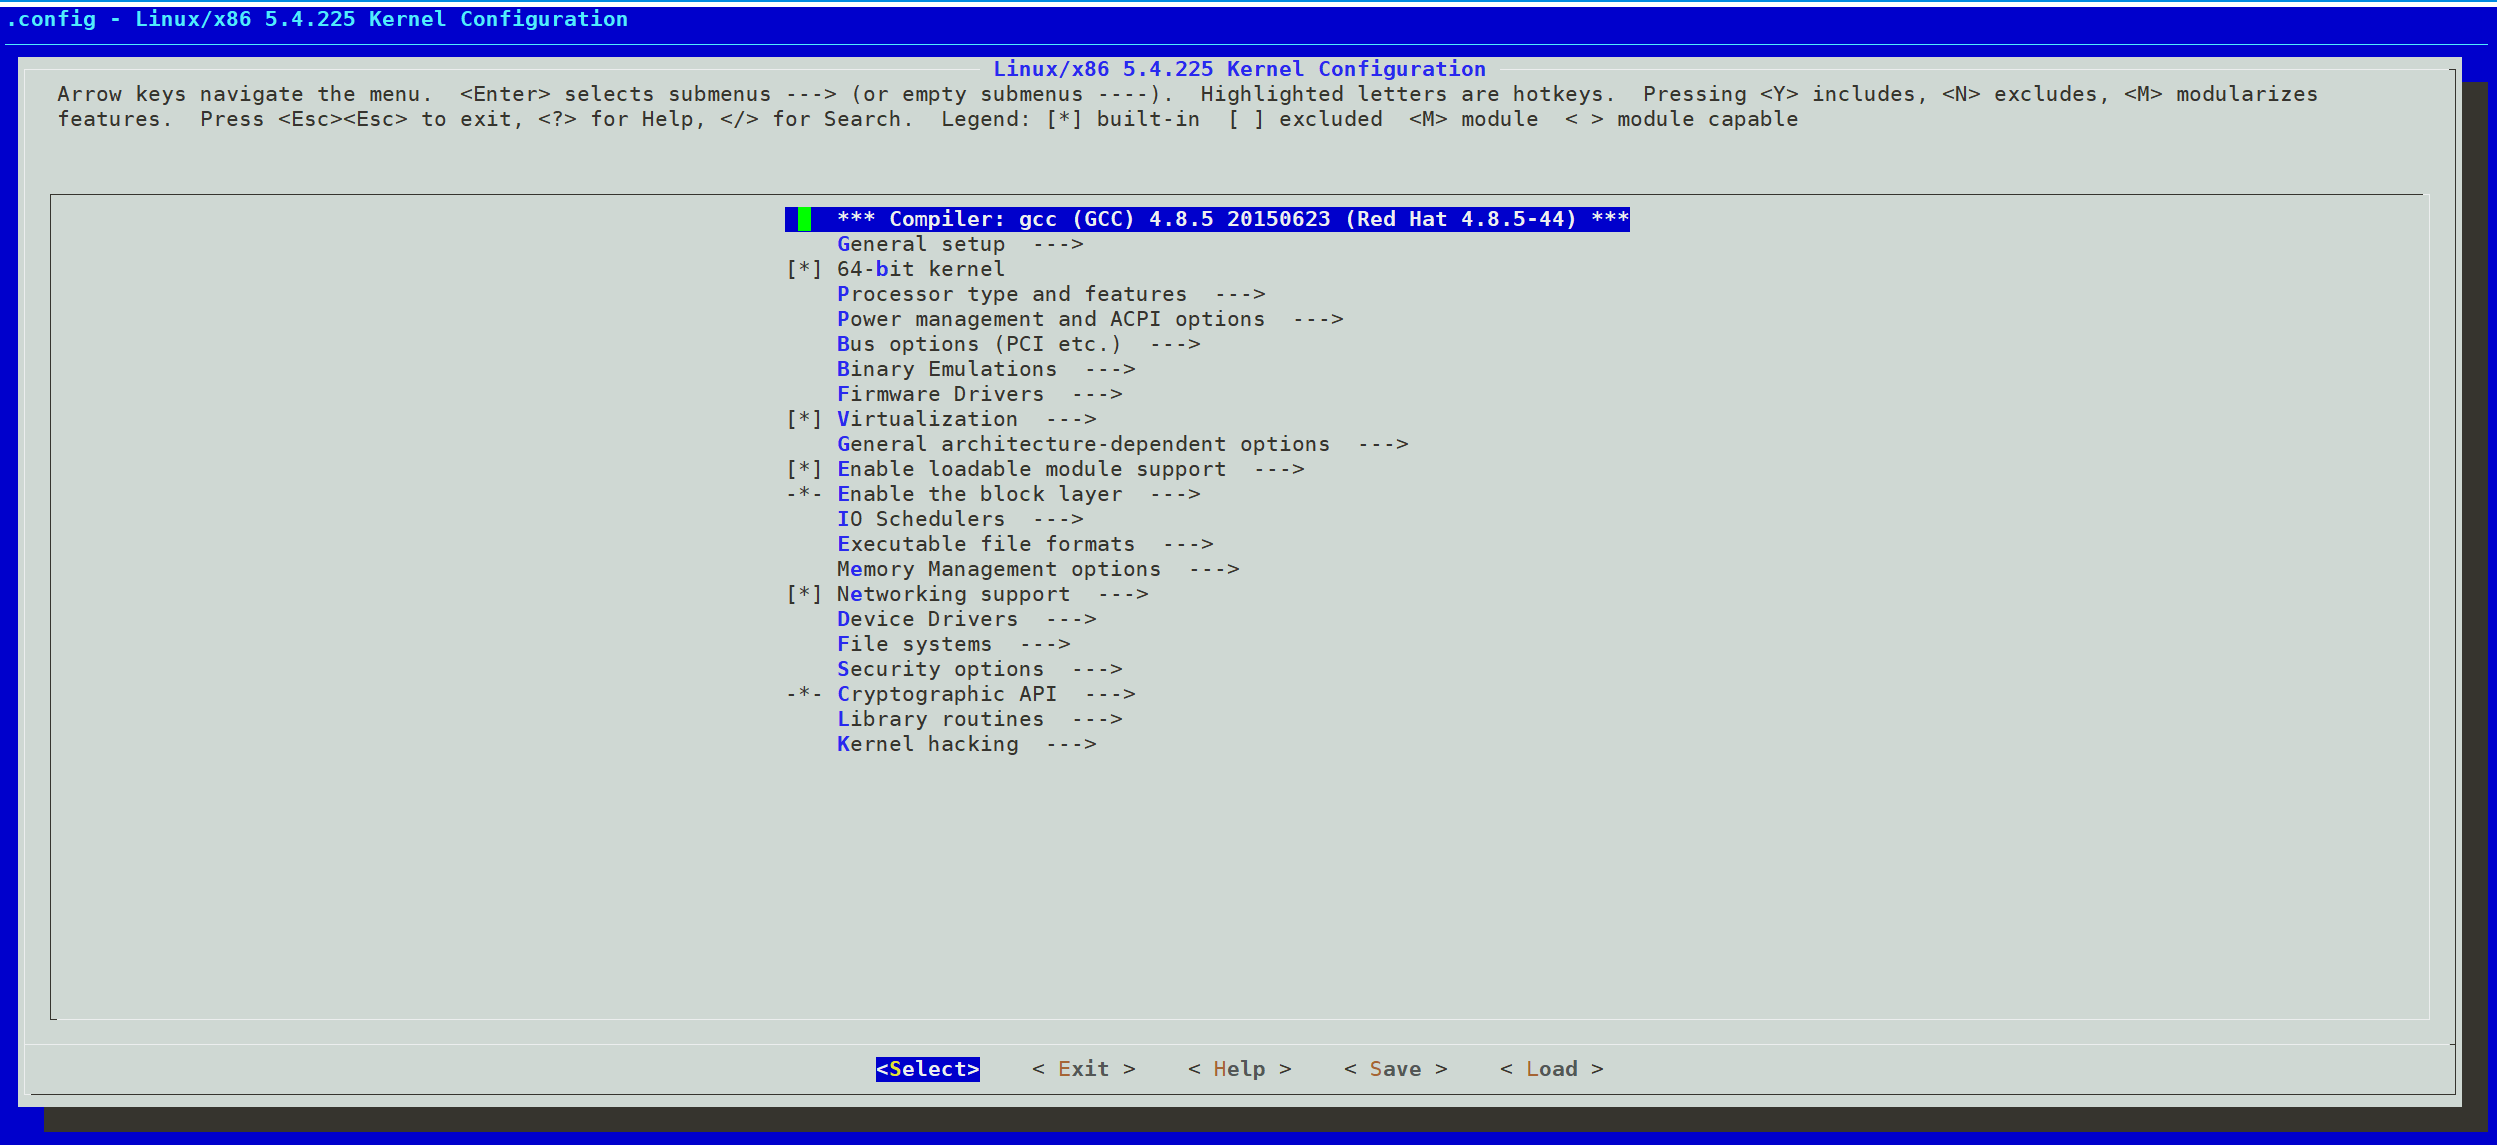 .config - Linux/x86 5.4.225 Kernel Configuration
Linux/x86 5.4.225 Kernel Configuration
Arrow keys navigate the menu.  <Enter> selects submenus ---> (or empty submenus ----).  Highlighted letters are hotkeys.  Pressing <Y> includes, <N> excludes, <M> modularizes
features.  Press <Esc><Esc> to exit, <?> for Help, </> for Search.  Legend: [*] built-in  [ ] excluded  <M> module  < > module capable
*** Compiler: gcc (GCC) 4.8.5 20150623 (Red Hat 4.8.5-44) ***
General setup  --->
[*] 64-bit kernel
Processor type and features  --->
Power management and ACPI options  --->
Bus options (PCI etc.)  --->
Binary Emulations  --->
Firmware Drivers  --->
[*] Virtualization  --->
General architecture-dependent options  --->
[*] Enable loadable module support  --->
-*- Enable the block layer  --->
IO Schedulers  --->
Executable file formats  --->
Memory Management options  --->
[*] Networking support  --->
Device Drivers  --->
File systems  --->
Security options  --->
-*- Cryptographic API  --->
Library routines  --->
Kernel hacking  --->
<Select>    < Exit >    < Help >    < Save >    < Load >